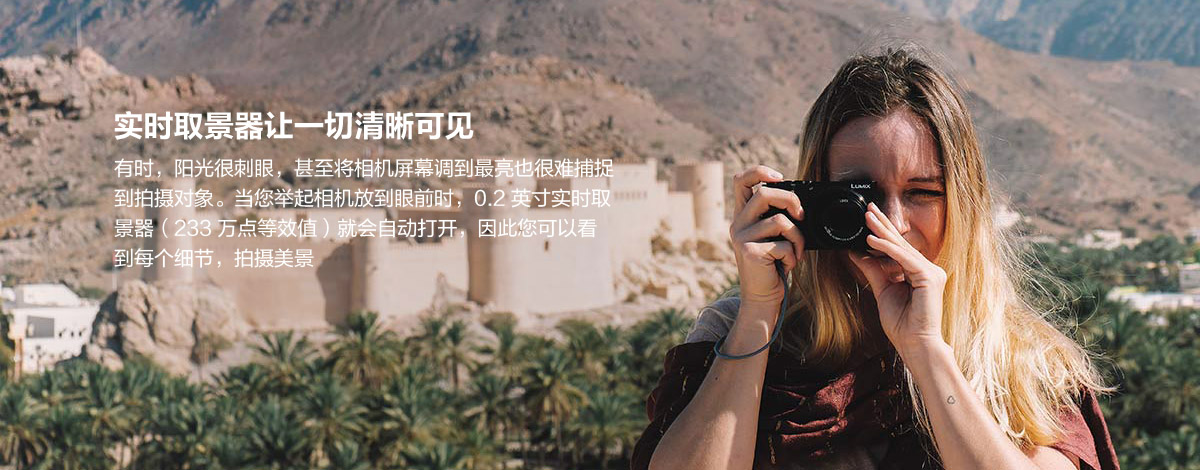 实时取景器让一切清晰可见
有时，阳光很刺眼，甚至将相机屏幕调到最亮也很难捕捉
到拍摄对象。当您举起相机放到眼前时，0.2 英寸实时取
景器（233 万点等效值）就会自动打开，因此您可以看
到每个细节，拍摄美景
LUMIX